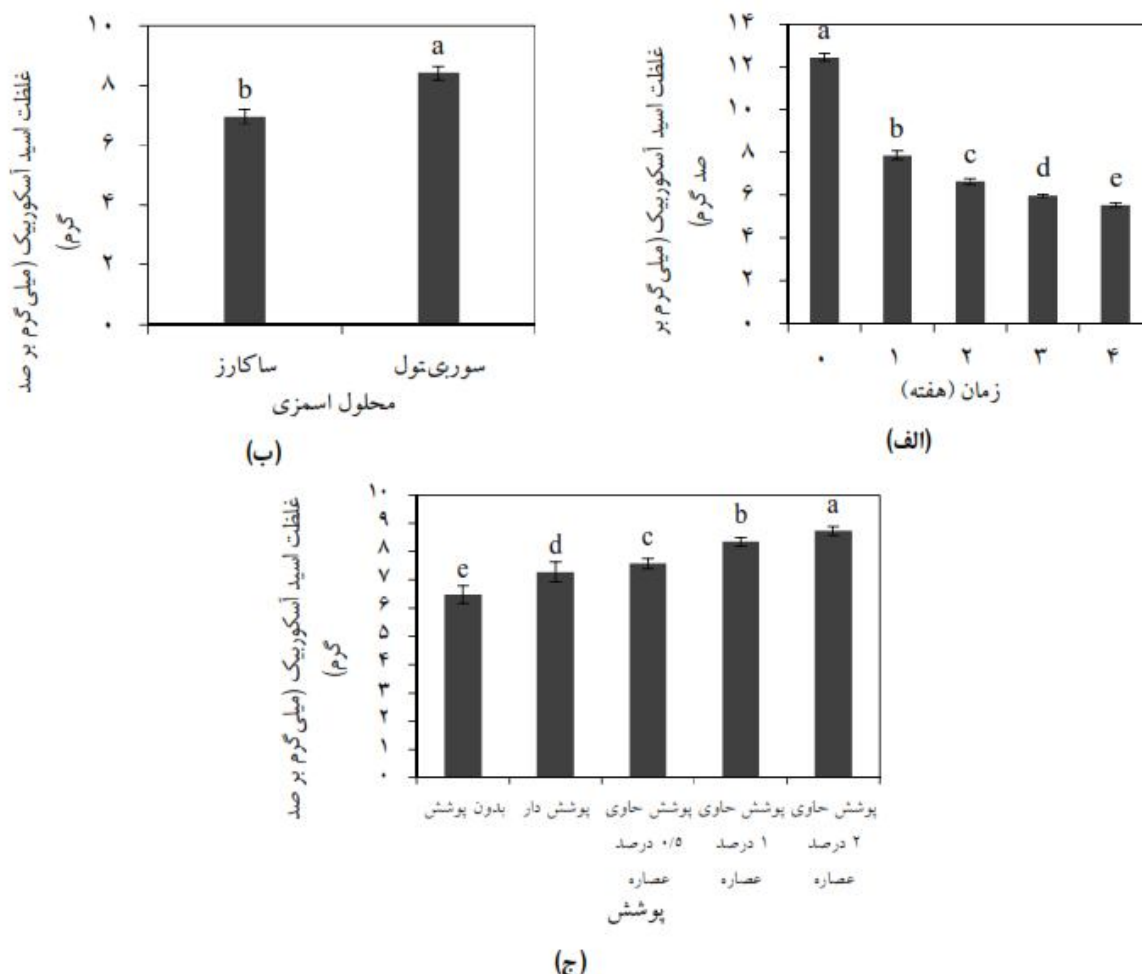 غلظت اسید آسکوربیک (میلی‌گرم بر
صد گرم)
۱۴
۱۲
۱۰
۸
۶
۴
۲
۰
a
b
c
d
e
۰ ۱ ۲ ۳ ۴
زمان (هفته)
(الف)
غلظت اسید آسکوربیک (میلی‌گرم بر صد
گرم)
۱۰
۸
۶
۴
۲
۰
b
a
ساکارز
سوربی‌تول
محلول اسمزی
(ب)
غلظت اسید آسکوربیک (میلی‌گرم بر صد
گرم)
۱۰
۹
۸
۷
۶
۵
۴
۳
۲
۱
۰
e
d
c
b
a
بدون پوشش
پوشش دار
پوشش حاوی
۰/۵ درصد
عصاره
پوشش حاوی
۱ درصد
عصاره
پوشش حاوی
۲ درصد
عصاره
پوشش
(ج)